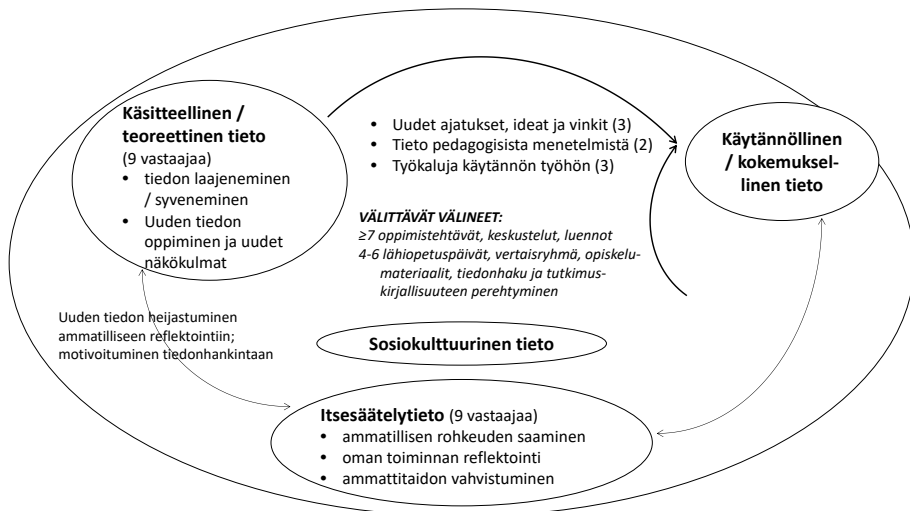 Käsitteellinen /
teoreettinen tieto
(9 vastaajaa)
• tiedon laajeneminen
/ syveneminen
• Uuden tiedon
oppiminen ja uudet
näkökulmat
• Uudet ajatukset, ideat ja vinkit (3)
• Tieto pedagogisista menetelmistä (2)
• Työkaluja käytännön työhön (3)
Käytännöllinen
/ kokemuksel-
linen tieto
VÄLITTÄVÄT VÄLINEET:
≥7 oppimistehtävät, keskustelut, luennot
4-6 lähiopetuspäivät, vertaisryhmä, opiskelu-
materiaalit, tiedonhaku ja tutkimus-
kirjallisuuteen perehtyminen
Uuden tiedon heijastuminen
ammatilliseen reflektointiin;
motivoituminen tiedonhankintaan
Sosiokulttuurinen tieto
Itsesäätelytieto (9 vastaajaa)
• ammatillisen rohkeuden saaminen
• oman toiminnan reflektointi
• ammattitaidon vahvistuminen